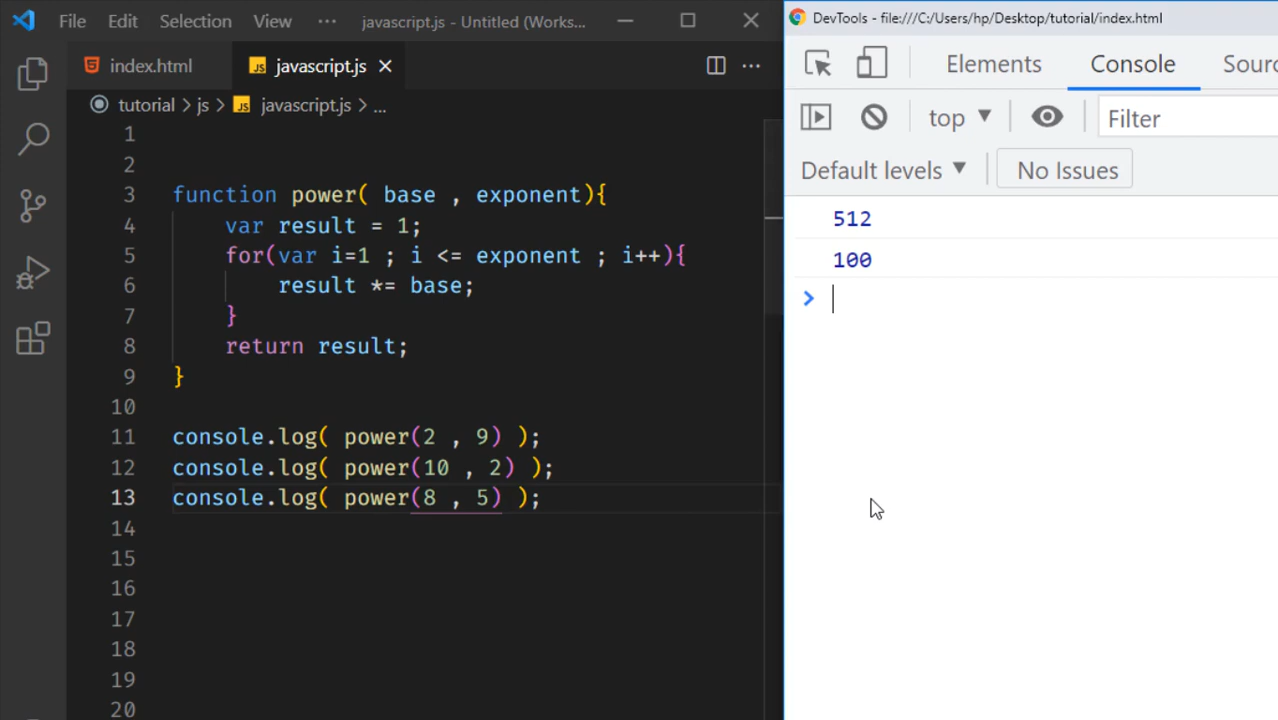 File Edit Selection View ··· javascript.js - Untitled (Works...
index.html JS javascript.js
tutorial > js > JS javascript.js > ...
1
2
3 function power( base , exponent){
4 var result = 1;
5 for(var i=1 ; i <= exponent ; i++){
6 result *= base;
7 }
8 return result;
9 }
10
11 console.log( power(2 , 9) );
12 console.log( power(10 , 2) );
13 console.log( power(8 , 5) );
14
15
16
17
18
19
20
DevTools - file:///C:/Users/hp/Desktop/tutorial/index.html
Elements Console Sourc
top Filter
Default levels No Issues
512
100
>